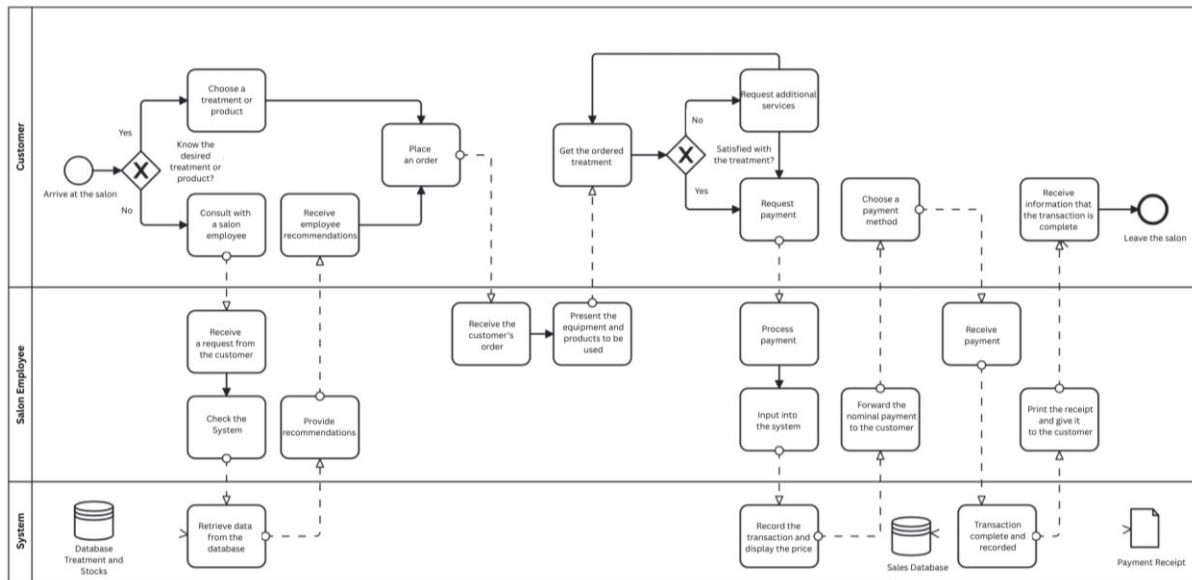 Customer
Choose a
treatment or
product
Yes
Know the
desired
treatment or
product?
Arrive at the salon
No
Consult with
a salon
employee
Receive
employee
recommendations
Place
an order
Get the ordered
treatment
Request additional
services
No
Satisfied with
the treatment?
Yes
Request
payment
Choose a
payment
method
Receive
information that
the transaction is
complete
Leave the salon
Salon Employee
Receive
a request from
the customer
Check the
System
Provide
recommendations
Receive the
customer's
order
Present the
equipment and
products to be
used
Process
payment
Input into
the system
Forward the
nominal payment
to the customer
Receive
payment
Print the receipt
and give it
to the customer
System
Database
Treatment and
Stocks
Retrieve data
from the
database
Record the
transaction and
display the price
Sales Database
Transaction
complete and
recorded
Payment Receipt